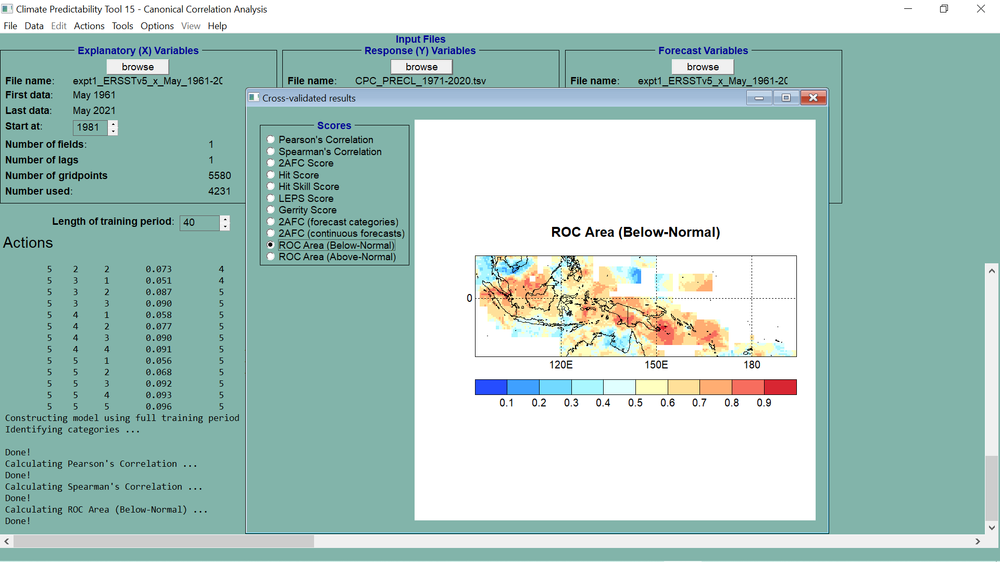 Climate Predictability Tool 15 - Canonical Correlation Analysis
File Data Edit Actions Tools Options View Help
Input Files
Explanatory (X) Variables
browse
File name: expt1_ERSSTv5_x_May_1961-20
First data: May 1961
Last data: May 2021
Start at: 1981
Number of fields: 1
Number of lags 1
Number of gridpoints 5580
Number used: 4231
Response (Y) Variables
browse
File name: CPC_PRECL_1971-2020.tsv
Forecast Variables
browse
File name: expt1_ERSSTv5_x_May_1961-20
Length of training period: 40
Actions
5 2 2 0.073 4
5 3 1 0.051 4
5 3 2 0.087 5
5 3 3 0.090 5
5 4 1 0.058 5
5 4 2 0.077 5
5 4 3 0.090 5
5 4 4 0.091 5
5 5 1 0.056 5
5 5 2 0.068 5
5 5 3 0.092 5
5 5 4 0.093 5
5 5 5 0.096 5
Constructing model using full training period
Identifying categories ...
Done!
Calculating Pearson's Correlation ...
Done!
Calculating Spearman's Correlation ...
Done!
Calculating ROC Area (Below-Normal) ...
Done!
Cross-validated results
Scores
Pearson's Correlation
Spearman's Correlation
2AFC Score
Hit Score
Hit Skill Score
LEPS Score
Gerrity Score
2AFC (forecast categories)
2AFC (continuous forecasts)
ROC Area (Below-Normal)
ROC Area (Above-Normal)
ROC Area (Below-Normal)
0
120E 150E 180
0.1 0.2 0.3 0.4 0.5 0.6 0.7 0.8 0.9